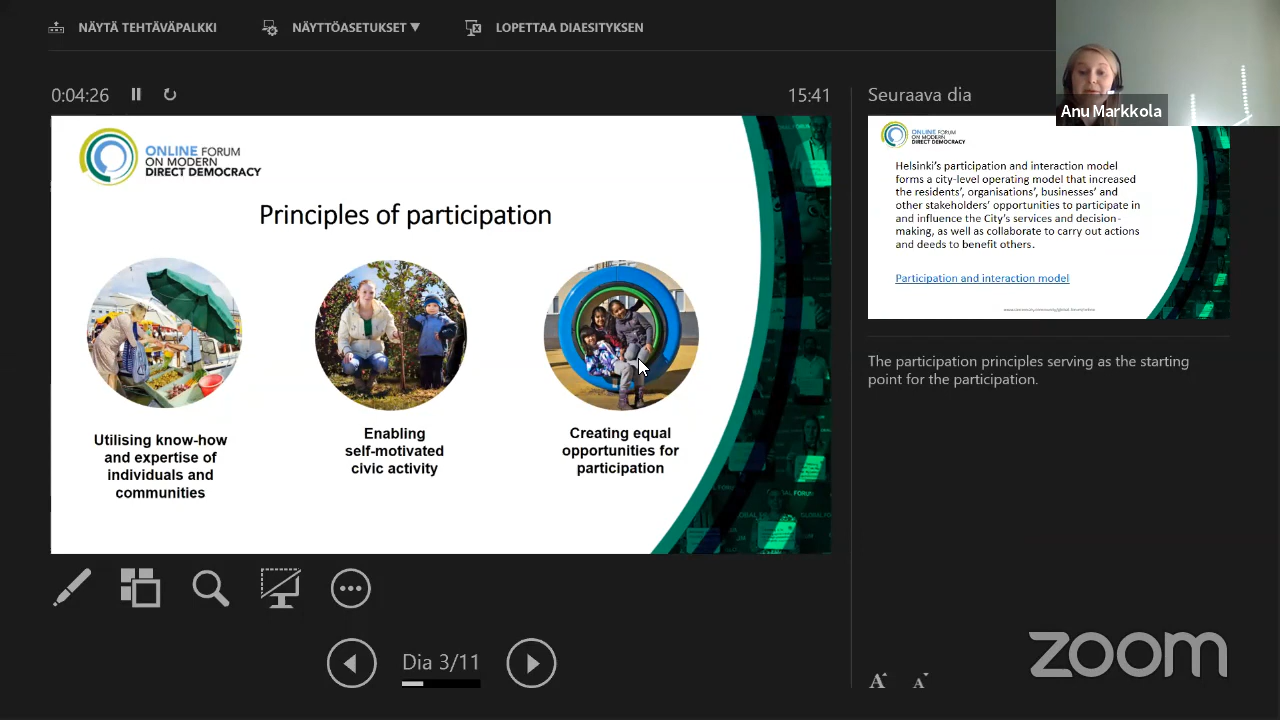 NÄYTÄ TEHTÄVÄPALKKI
NÄYTTÖASETUKSET ▼
LOPETTAA DIAESITYKSEN
0:04:26
15:41
Seuraava dia
Anu Markkola
ONLINE FORUM
ON MODERN
DIRECT DEMOCRACY
Principles of participation
Utilising know-how
and expertise of
individuals and
communities
Enabling
self-motivated
civic activity
Creating equal
opportunities for
participation
ONLINE FORUM
ON MODERN
DIRECT DEMOCRACY
Helsinki's participation and interaction model
forms a city-level operating model that increased
the residents', organisations', businesses' and
other stakeholders' opportunities to participate in
and influence the City's services and decision-
making, as well as collaborate to carry out actions
and deeds to benefit others.
Participation and interaction model
The participation principles serving as the starting
point for the participation.
Dia 3/11
A A
zoom